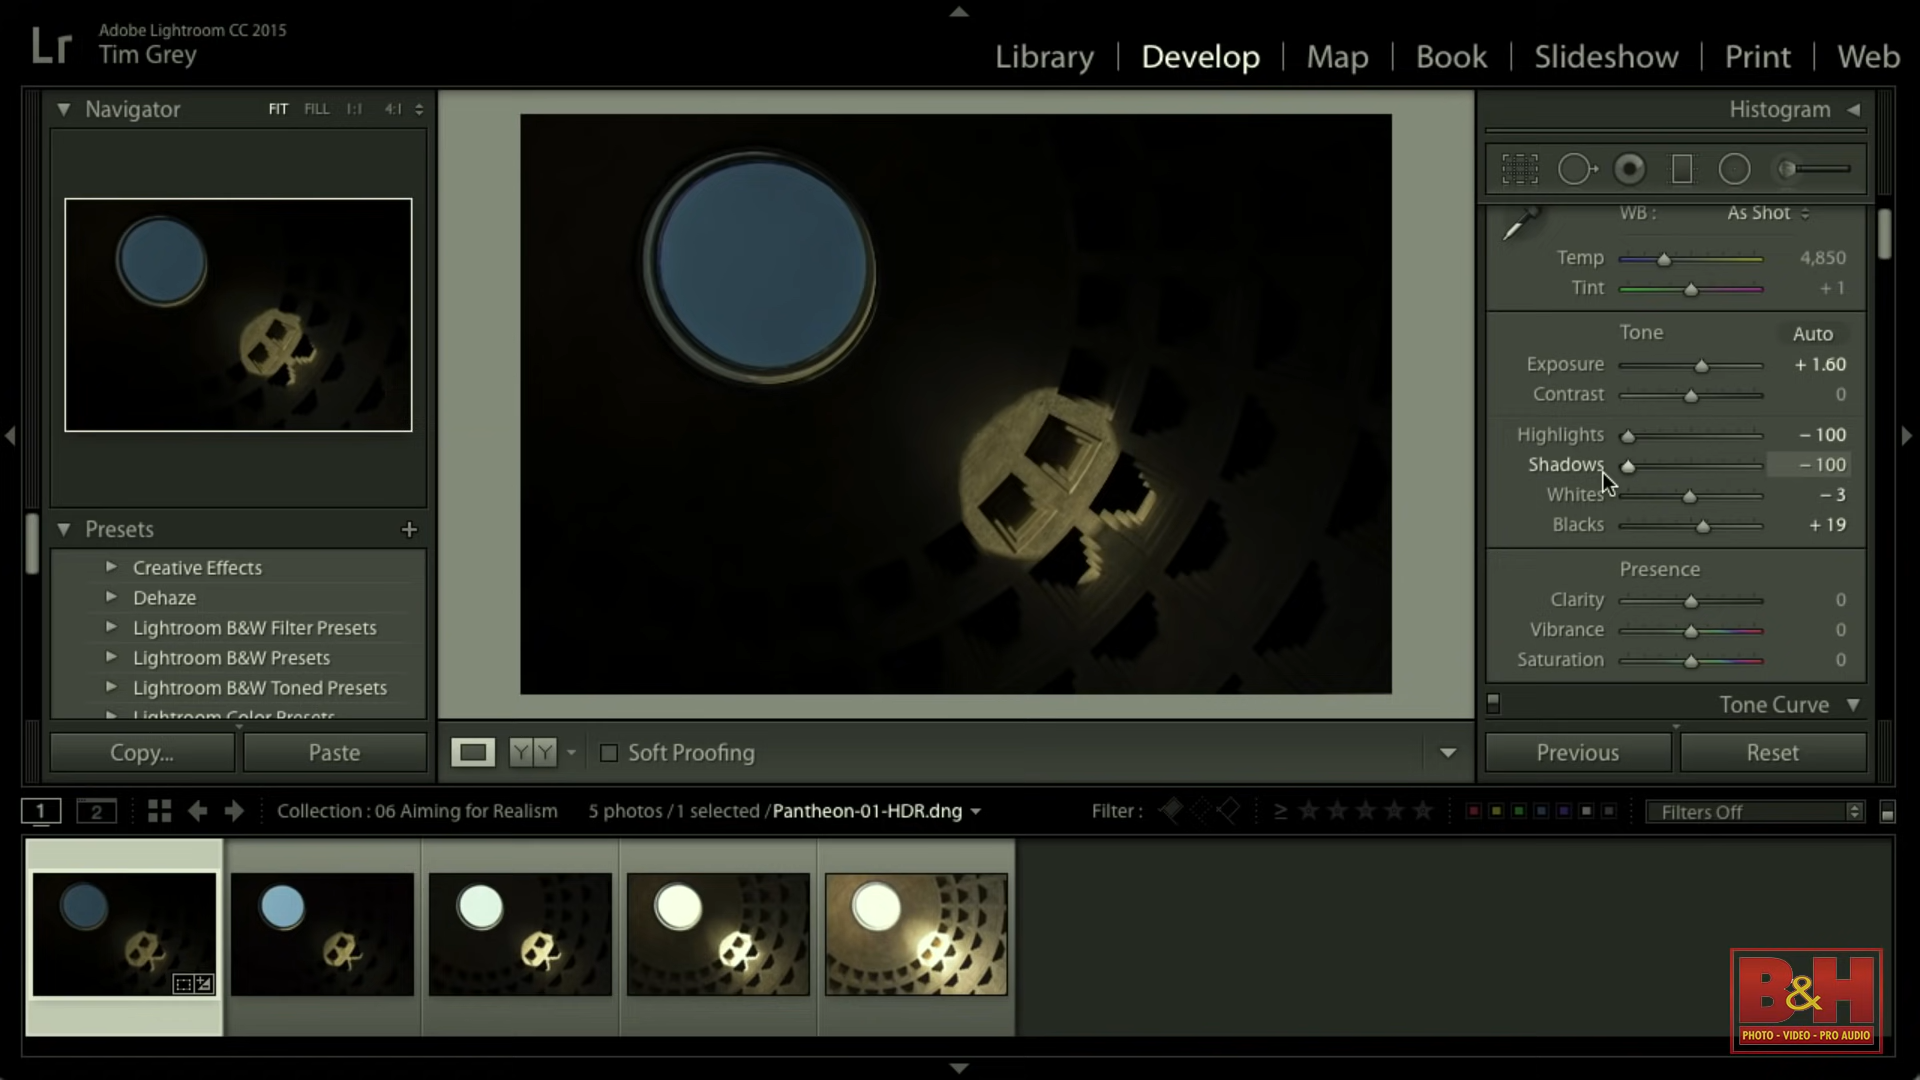 Lr
Adobe Lightroom CC 2015
Tim Grey
Library | Develop | Map | Book | Slideshow | Print | Web
Navigator FIT FILL 1:1 4:1
Histogram
WB : As Shot
Temp 4,850
Tint + 1
Tone Auto
Exposure + 1.60
Contrast 0
Highlights – 100
Shadows – 100
Whites – 3
Blacks + 19
Presence
Clarity 0
Vibrance 0
Saturation 0
Tone Curve
Previous Reset
Presets +
Creative Effects
Dehaze
Lightroom B&W Filter Presets
Lightroom B&W Presets
Lightroom B&W Toned Presets
Lightroom Color Presets
Copy... Paste
YY Soft Proofing
1 2 Collection : 06 Aiming for Realism 5 photos / 1 selected / Pantheon-01-HDR.dng Filter : ≥ Filters Off
B&H
PHOTO - VIDEO - PRO AUDIO